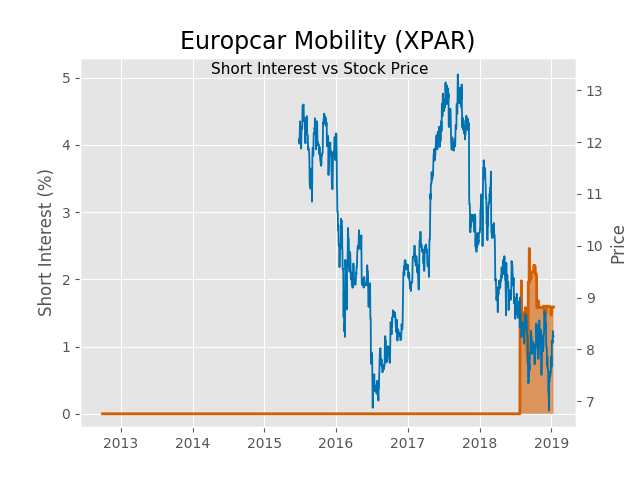 Europcar Mobility (XPAR)
Short Interest vs Stock Price
Short Interest (%)
5
4
3
2
1
0
13
12
11
10
9
8
7
Price
2013 2014 2015 2016 2017 2018 2019